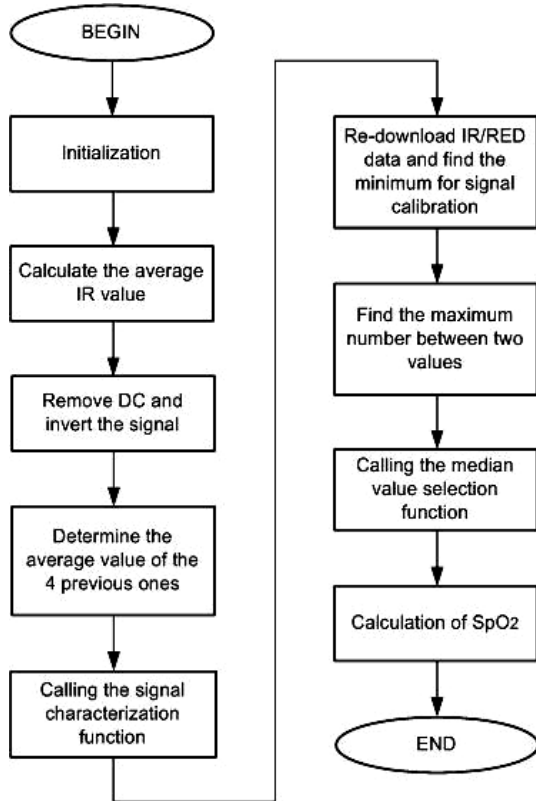 BEGIN
Initialization
Calculate the average
IR value
Remove DC and
invert the signal
Determine the
average value of the
4 previous ones
Calling the signal
characterization
function
Re-download IR/RED
data and find the
minimum for signal
calibration
Find the maximum
number between two
values
Calling the median
value selection
function
Calculation of SpO2
END